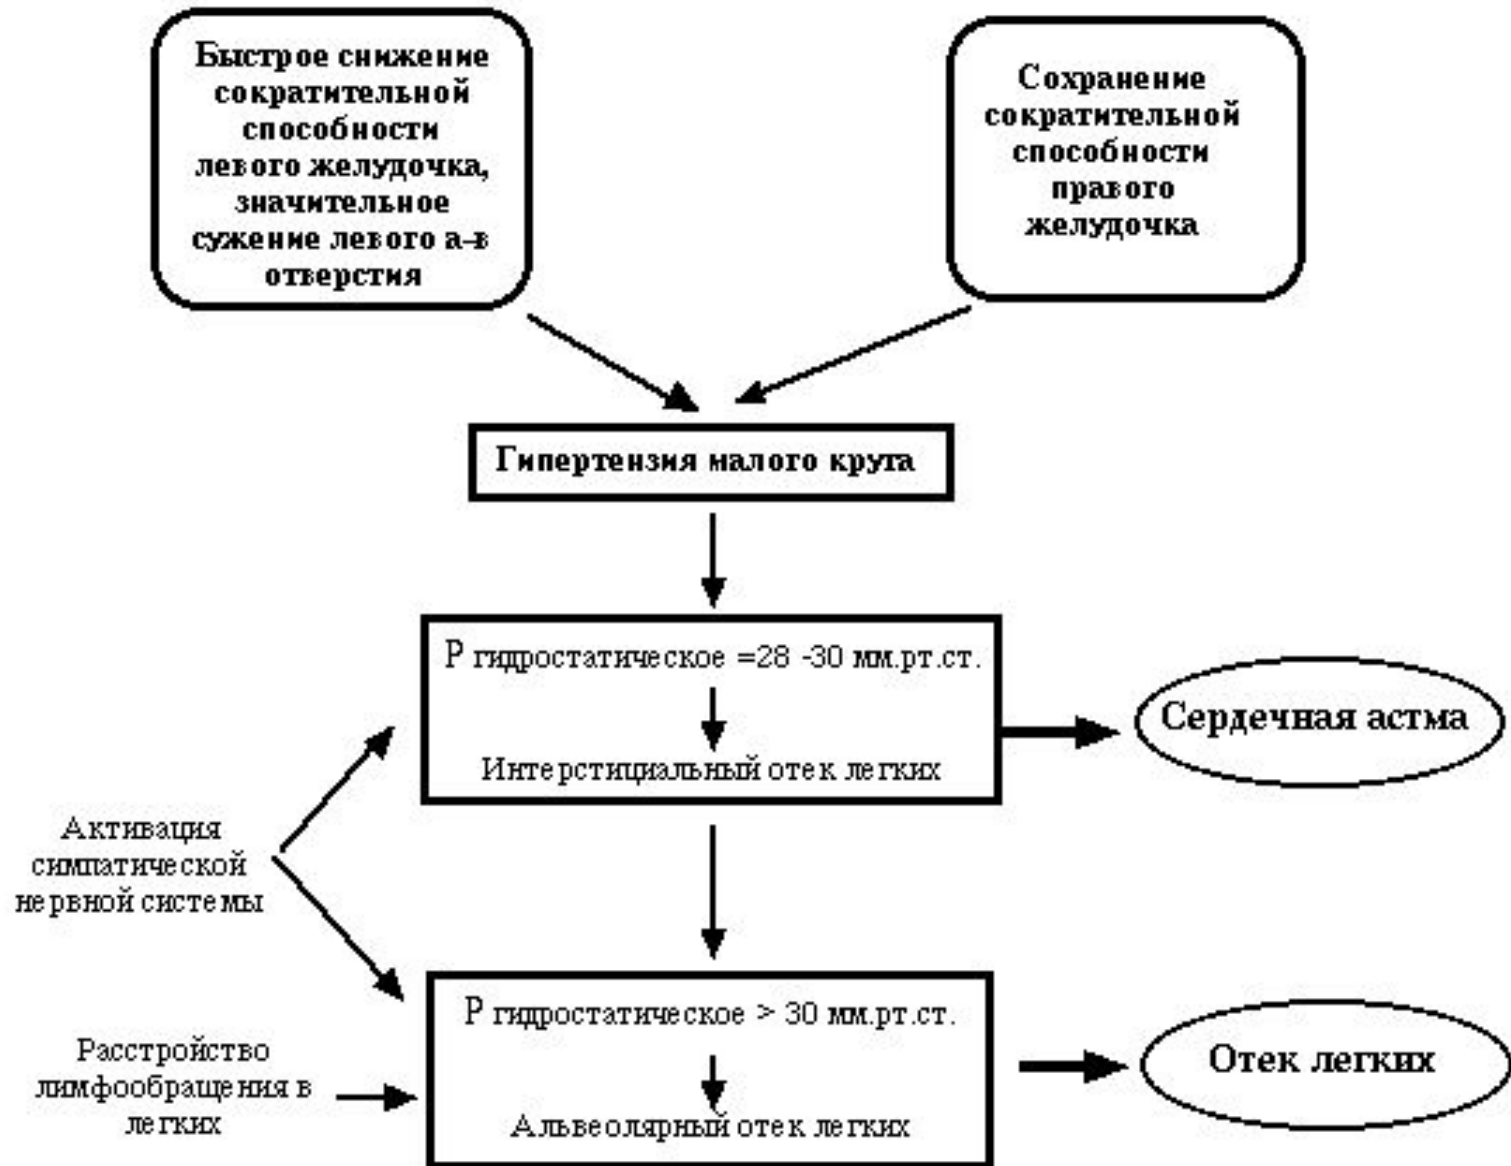 Быстрое снижение
сократительной
способности
левого желудочка,
значительное
сужение левого а-в
отверстия
Сохранение
сократительной
способности
правого
желудочка
Гипертензия малого круга
Р гидростатическое =28 -30 мм.рт.ст.
Интерстициальный отек легких
Сердечная астма
Активация
симпатической
нервной системы
Р гидростатическое > 30 мм.рт.ст.
Альвеолярный отек легких
Отек легких
Расстройство
лимфообращения в
легких